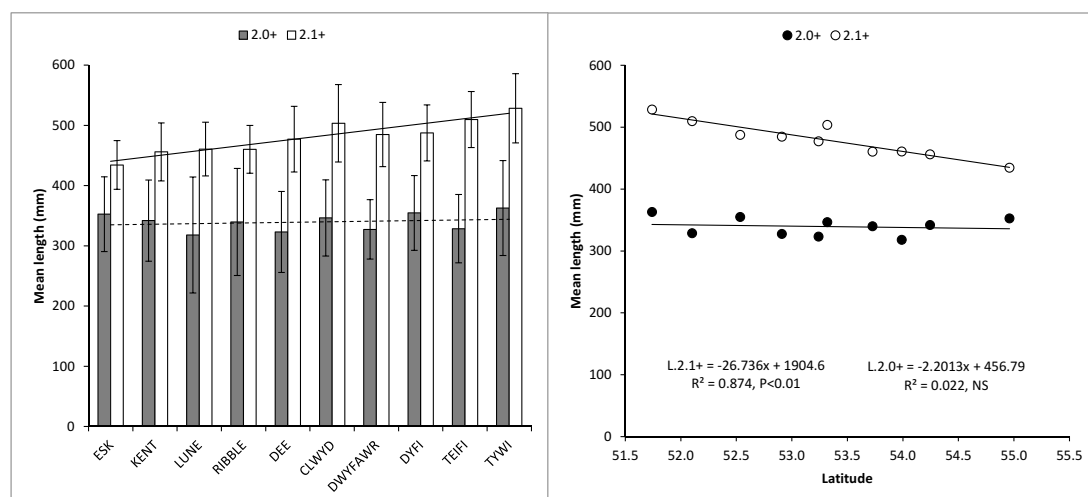 2.0+ 2.1+
600
500
400
300
200
100
0
Mean length (mm)
ESK
KENT
LUNE
RIBBLE
DEE
CLWYD
DWYFAWR
DYFI
TEIFI
TYWI
2.0+ 2.1+
600
500
400
300
200
100
0
Mean length (mm)
L.2.1+ = -26.736x + 1904.6
R² = 0.874, P<0.01
L.2.0+ = -2.2013x + 456.79
R² = 0.022, NS
51.5 52.0 52.5 53.0 53.5 54.0 54.5 55.0 55.5
Latitude